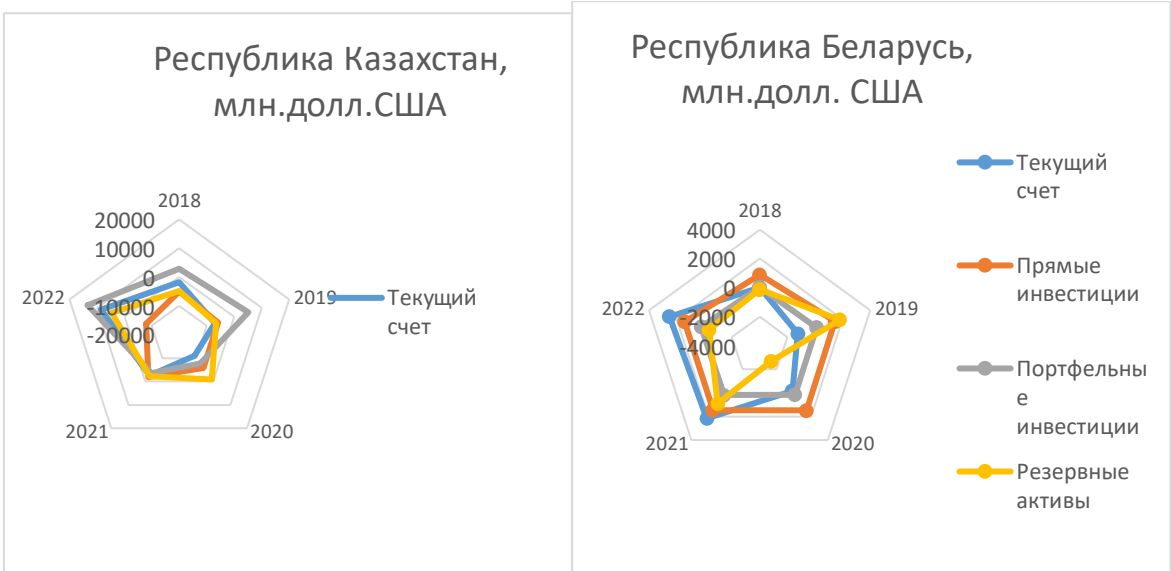 Республика Казахстан,
млн.долл.США
2018
20000
10000
0
-10000
-20000
2019
2020
2021
2022
Текущий
счет
Республика Беларусь,
млн.долл. США
2018
4000
2000
0
-2000
-4000
2019
2020
2021
2022
Текущий
счет
Прямые
инвестиции
Портфельны
е
инвестиции
Резервные
активы